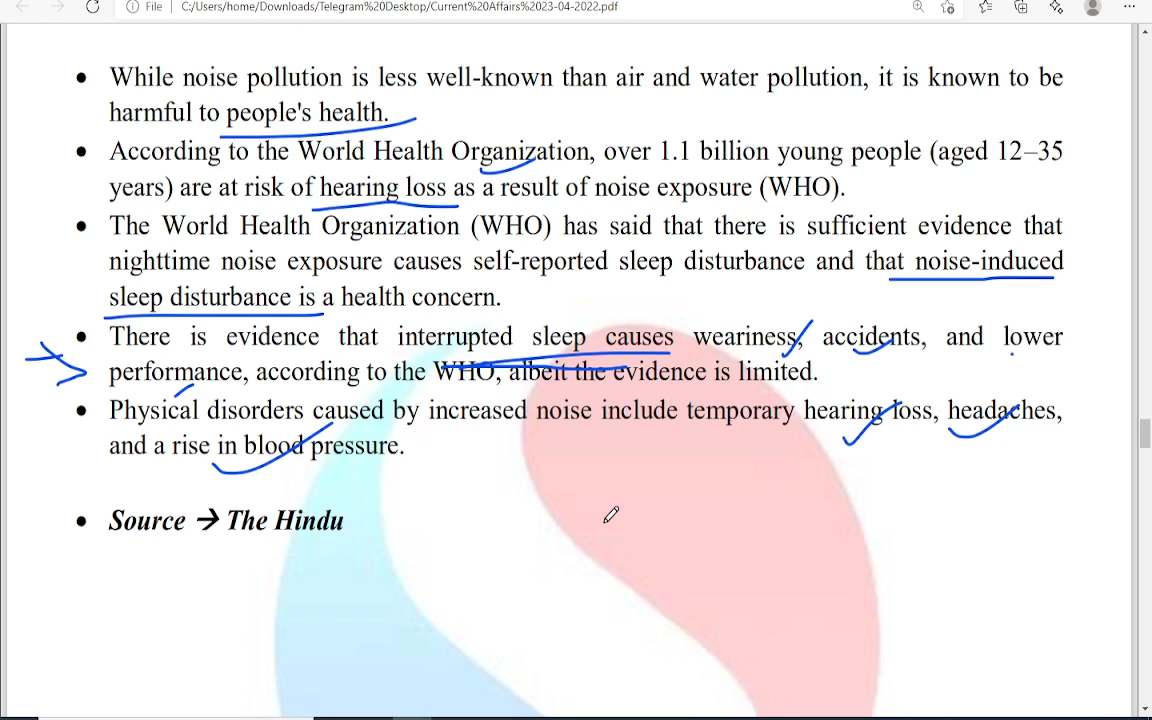 File | C:/Users/home/Downloads/Telegram%20Desktop/Current%20Affairs%2023-04-2022.pdf
• While noise pollution is less well-known than air and water pollution, it is known to be
harmful to people's health.
• According to the World Health Organization, over 1.1 billion young people (aged 12–35
years) are at risk of hearing loss as a result of noise exposure (WHO).
• The World Health Organization (WHO) has said that there is sufficient evidence that
nighttime noise exposure causes self-reported sleep disturbance and that noise-induced
sleep disturbance is a health concern.
• There is evidence that interrupted sleep causes weariness, accidents, and lower
performance, according to the WHO, albeit the evidence is limited.
• Physical disorders caused by increased noise include temporary hearing loss, headaches,
and a rise in blood pressure.
• Source → The Hindu